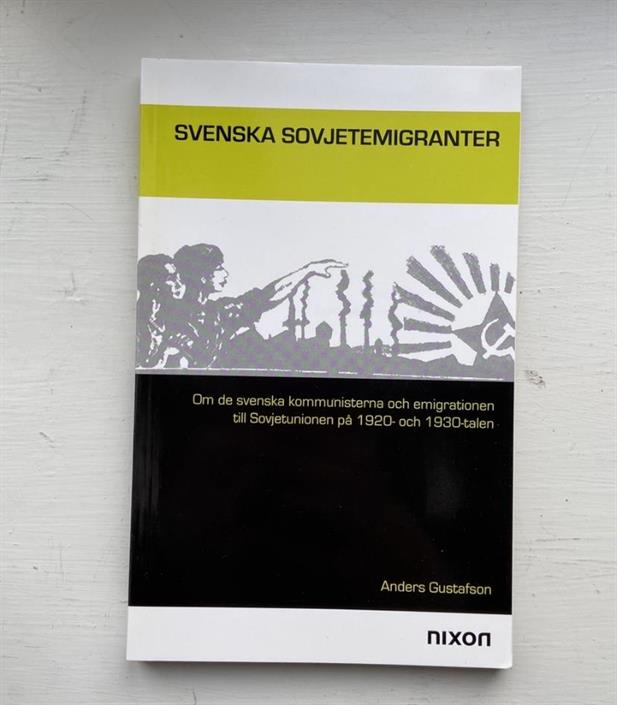 SVENSKA SOVJETEMIGRANTER
Om de svenska kommunisterna och emigrationen
till Sovjetunionen på 1920- och 1930-talen
Anders Gustafson
nixon